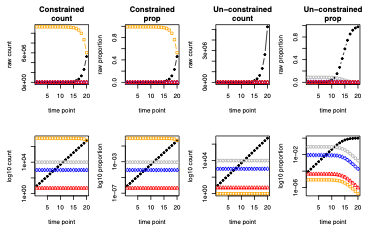 Constrained
count
Constrained
prop
Un−constrained
count
Un−constrained
prop
raw count
0e+00
6e+06
5 10 15 20
time point
raw proportion
0.0
0.4
0.8
5 10 15 20
time point
raw count
0e+00
3e+06
5 10 15 20
time point
raw proportion
0.0
0.4
0.8
5 10 15 20
time point
log10 count
1e+00
1e+04
5 10 15 20
time point
log10 proportion
1e−07
1e−03
5 10 15 20
time point
log10 count
1e+00
1e+04
5 10 15 20
time point
log10 proportion
1e−06
1e−02
5 10 15 20
time point